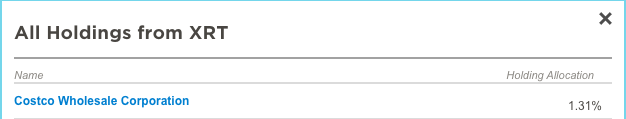 All Holdings from XRT
Name Holding Allocation
Costco Wholesale Corporation 1.31%